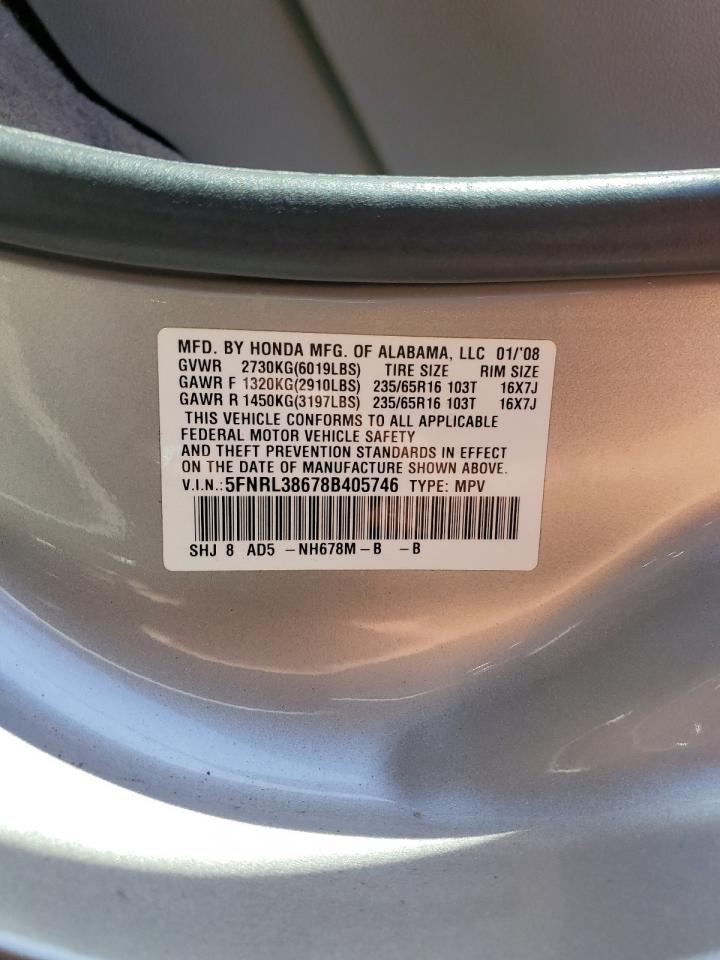 MFD. BY HONDA MFG. OF ALABAMA, LLC 01/'08
GVWR 2730KG(6019LBS) TIRE SIZE RIM SIZE
GAWR F 1320KG(2910LBS) 235/65R16 103T 16X7J
GAWR R 1450KG(3197LBS) 235/65R16 103T 16X7J
THIS VEHICLE CONFORMS TO ALL APPLICABLE
FEDERAL MOTOR VEHICLE SAFETY
AND THEFT PREVENTION STANDARDS IN EFFECT
ON THE DATE OF MANUFACTURE SHOWN ABOVE.
V.I.N.: 5FNRL38678B405746 TYPE: MPV
SHJ 8 AD5 -NH678M-B -B